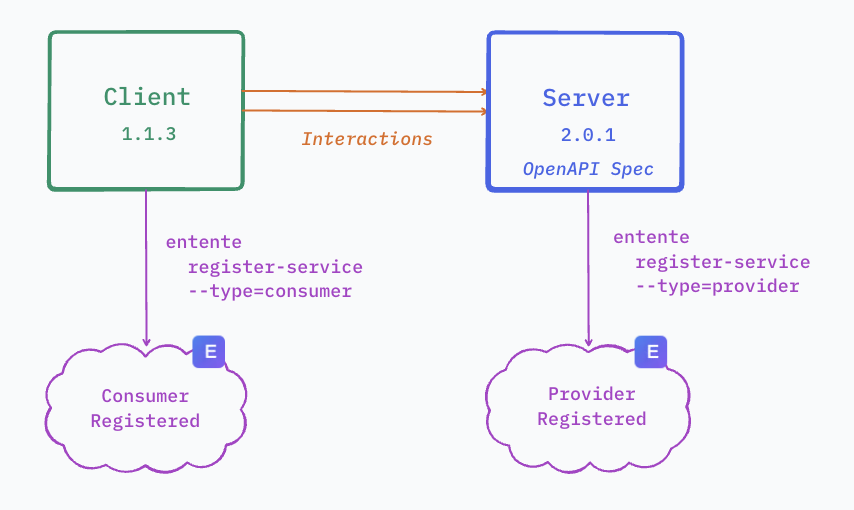 Client
1.1.3
Interactions
Server
2.0.1
OpenAPI Spec
entente
register-service
--type=consumer
entente
register-service
--type=provider
E
Consumer
Registered
E
Provider
Registered